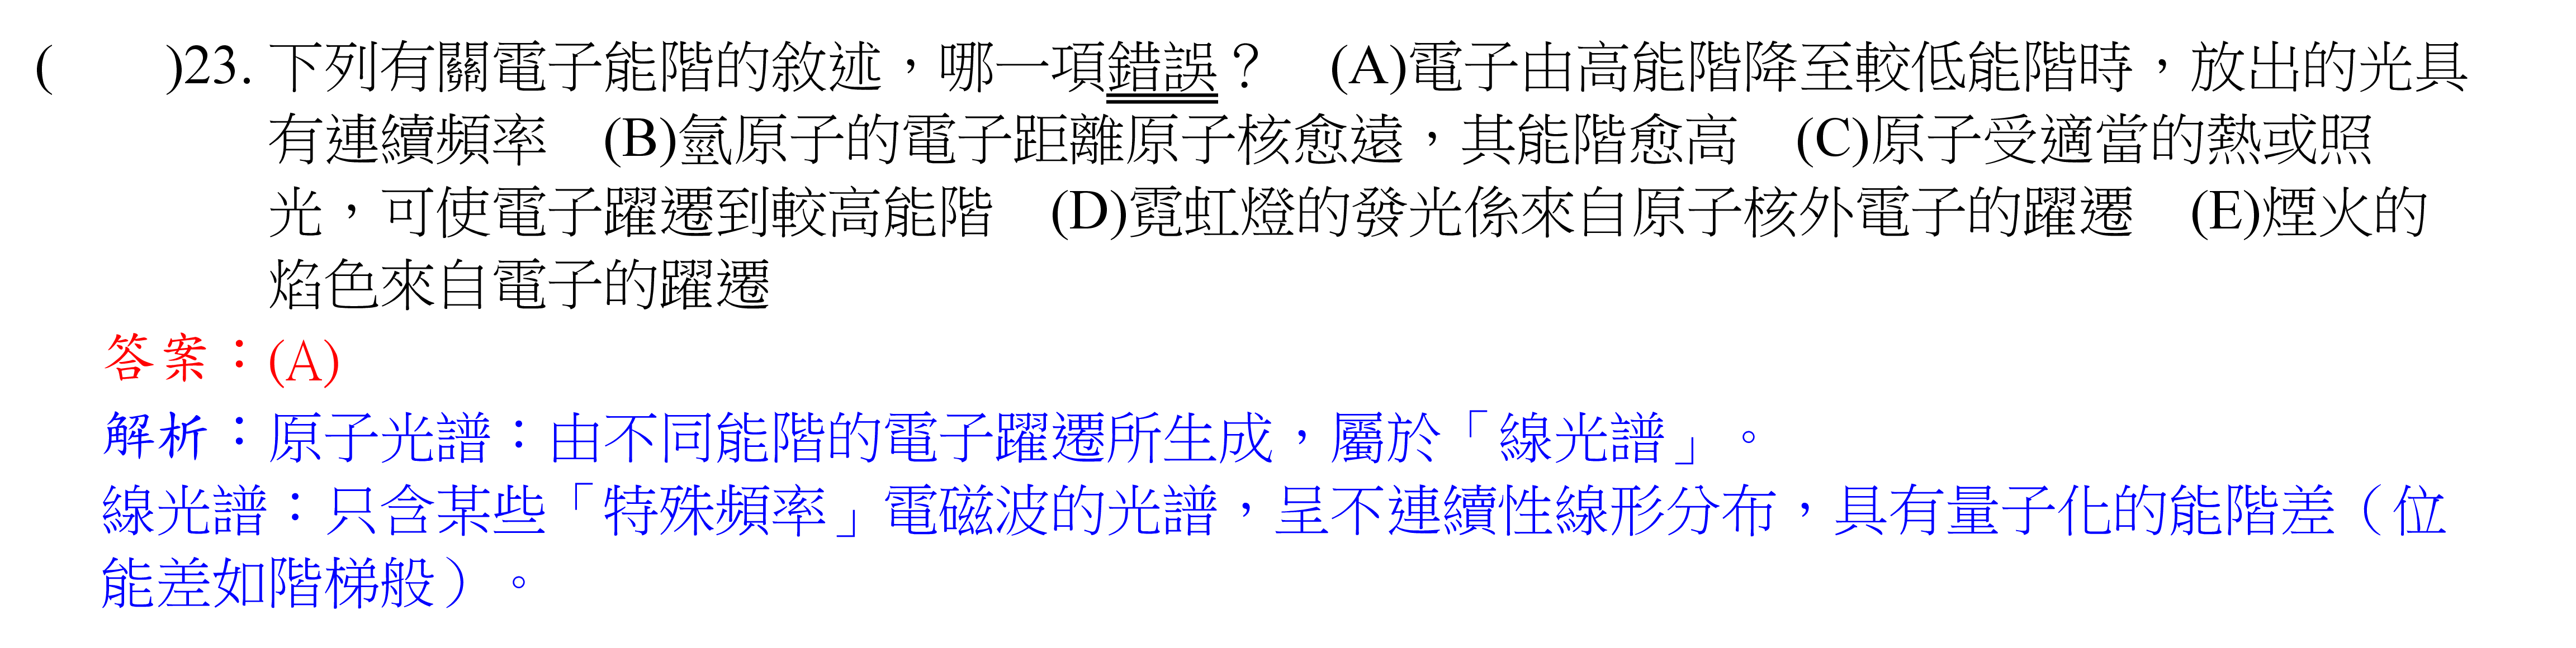 (　　)23. 下列有關電子能階的敘述，哪一項錯誤？　(A)電子由高能階降至較低能階時，放出的光具
有連續頻率　(B)氫原子的電子距離原子核愈遠，其能階愈高　(C)原子受適當的熱或照
光，可使電子躍遷到較高能階　(D)霓虹燈的發光係來自原子核外電子的躍遷　(E)煙火的
焰色來自電子的躍遷
答案：(A)
解析：原子光譜：由不同能階的電子躍遷所生成，屬於「線光譜」。
線光譜：只含某些「特殊頻率」電磁波的光譜，呈不連續性線形分布，具有量子化的能階差（位
能差如階梯般）。